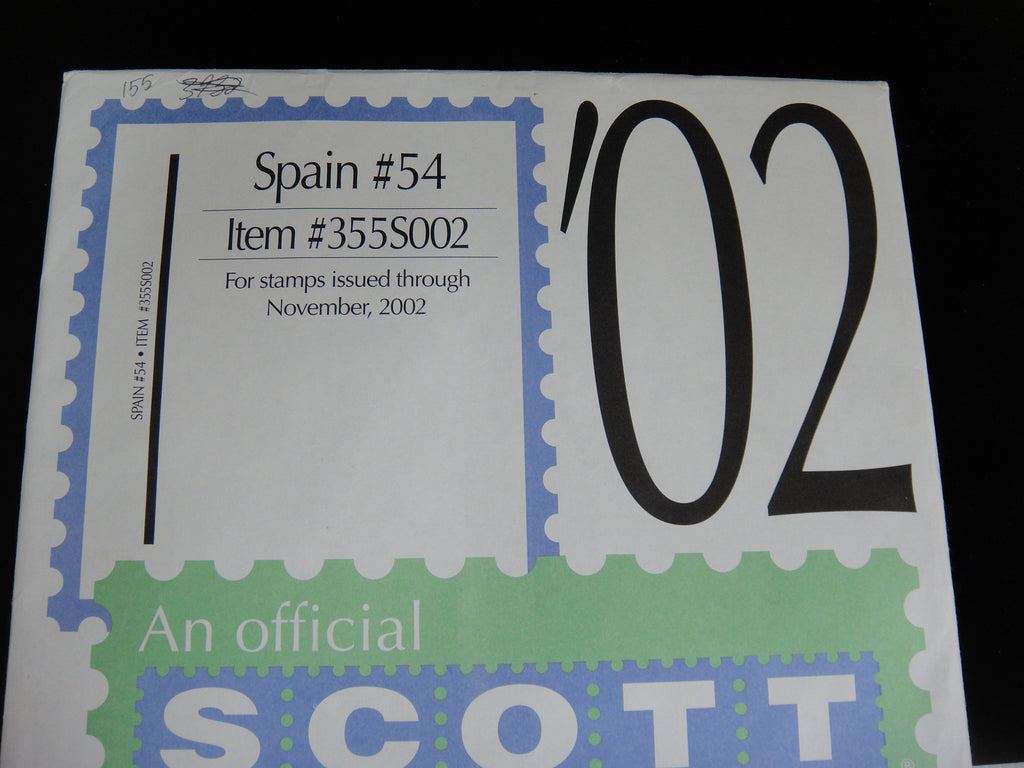 155
'02
Spain #54
Item #355S002
For stamps issued through
November, 2002
SPAIN #54 • ITEM #355S002
An official
SCOTT
®